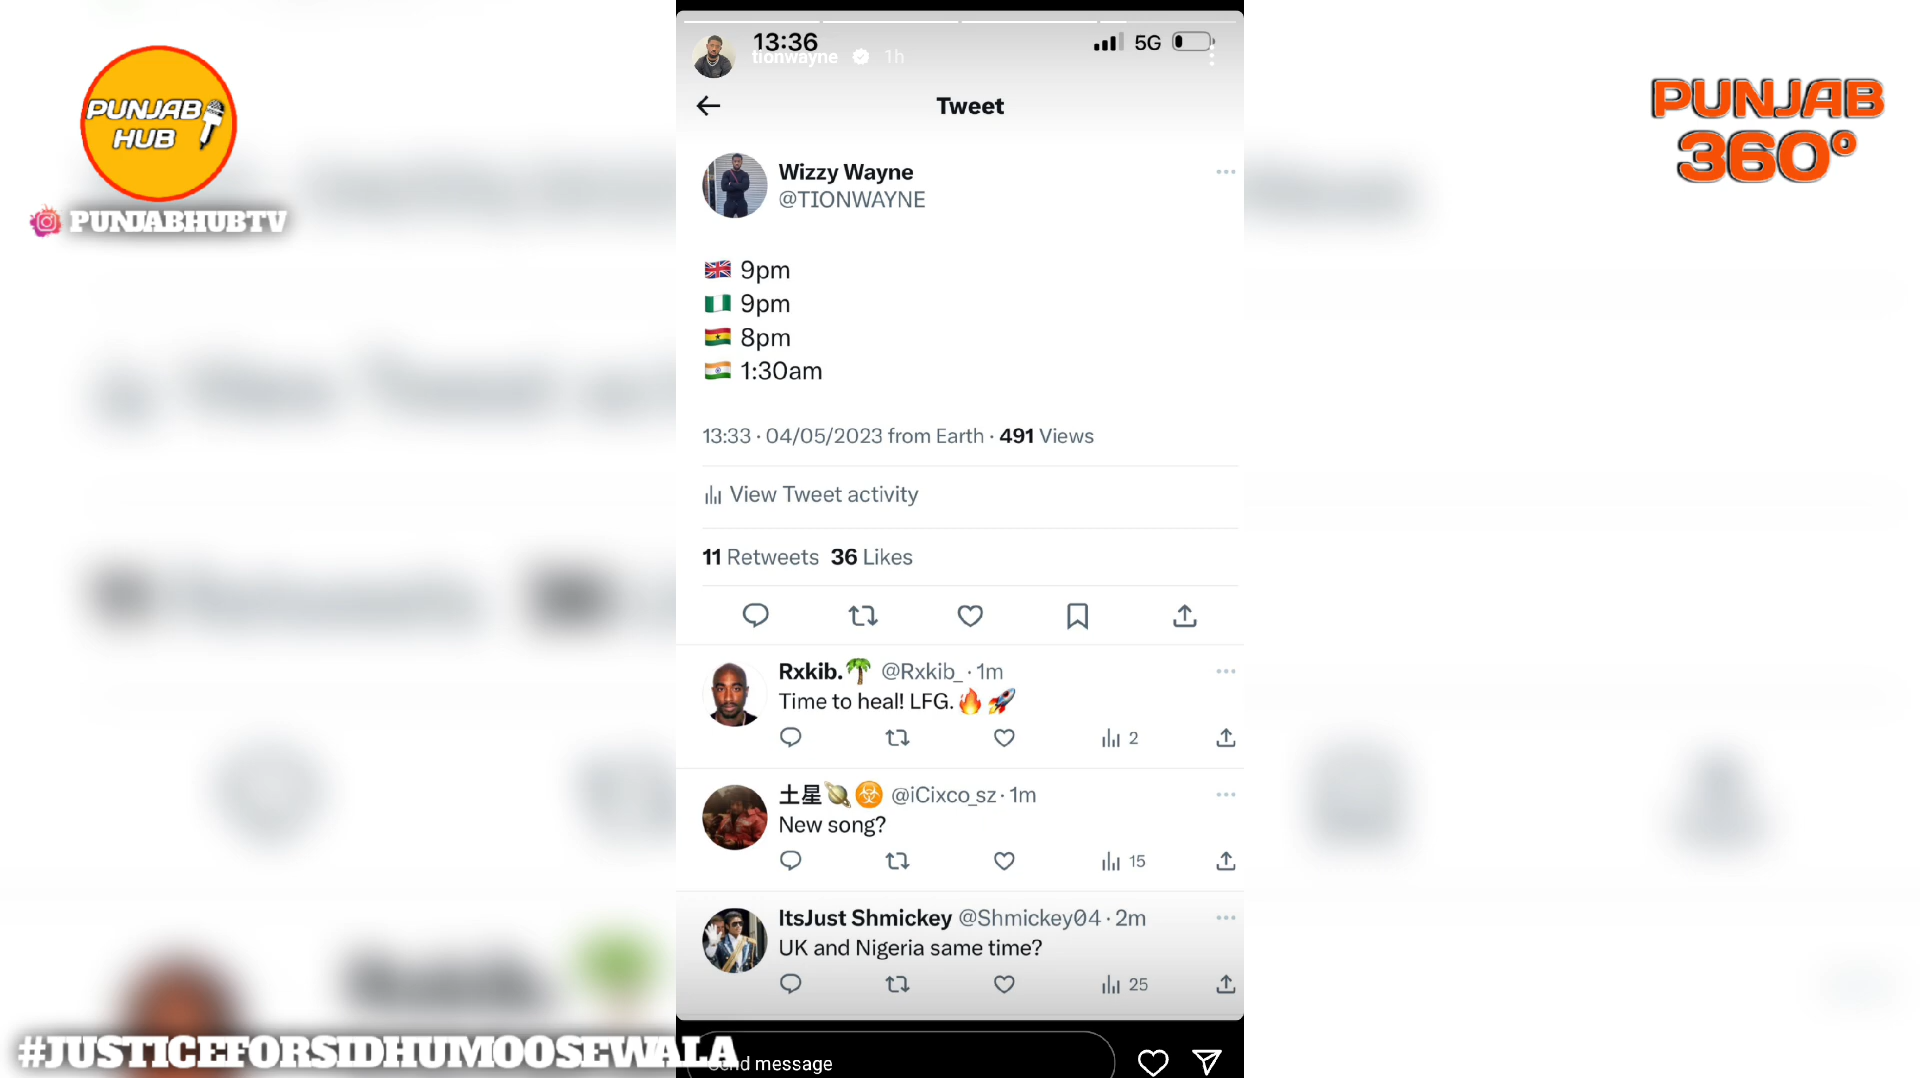 PUNJAB
HUB
PUNJABHUBTV
PUNJAB
360°
13:36
5G
tionwayne 1h
Tweet
Wizzy Wayne
@TIONWAYNE
🇬🇧 9pm
🇳🇬 9pm
🇬🇭 8pm
🇮🇳 1:30am
13:33 · 04/05/2023 from Earth · 491 Views
View Tweet activity
11 Retweets 36 Likes
Rxkib.🌴 @Rxkib_ · 1m
Time to heal! LFG.🔥🚀
2
土星🪐☣️ @iCixco_sz · 1m
New song?
15
ItsJust Shmickey @Shmickey04 · 2m
UK and Nigeria same time?
25
#JUSTICEFORSIDHUMOOSEWALA
message